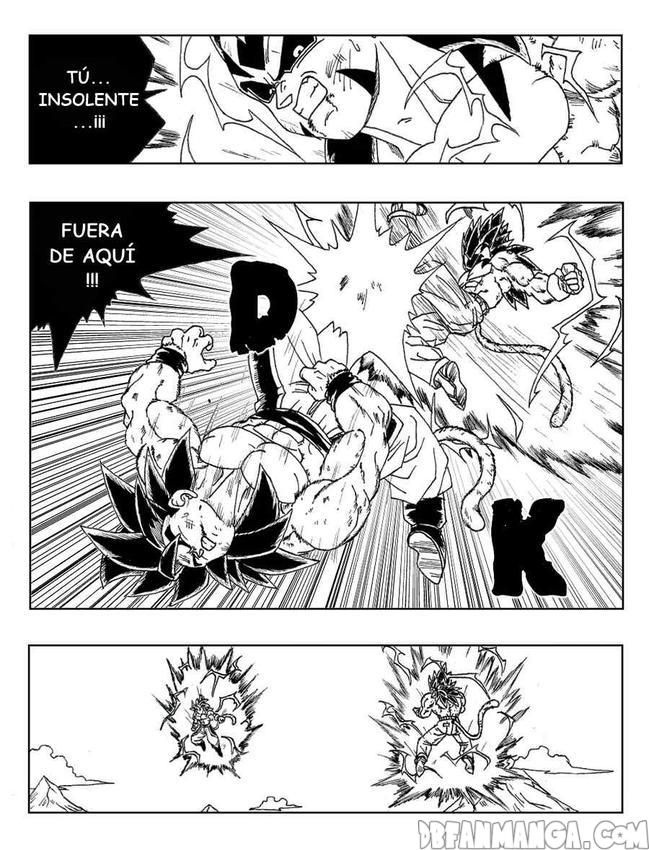 TÚ...
INSOLENTE
...¡¡¡
FUERA
DE AQUÍ
!!!
P
K
DBFANMANGA.COM